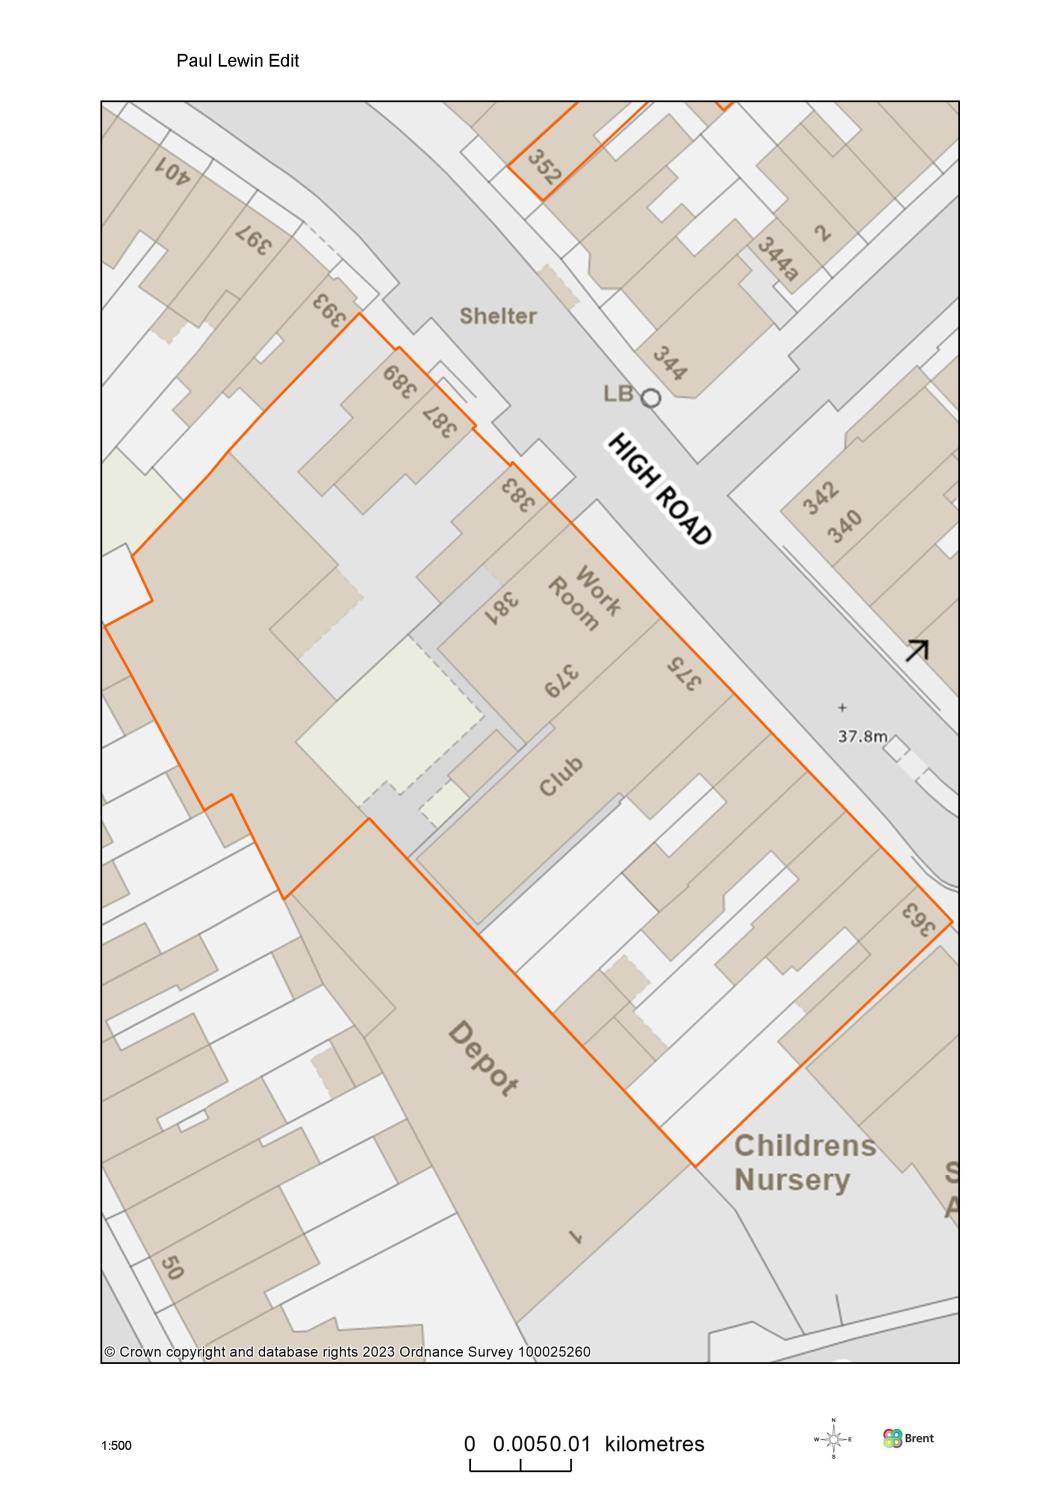 Paul Lewin Edit
401
352
397
2
344a
393
Shelter
344
389
LB
387
HIGH ROAD
383
342
340
Work
Room
381
379
375
37.8m
Club
363
Depot
Childrens
Nursery
S
A
1
50
© Crown copyright and database rights 2023 Ordnance Survey 100025260
N
W E
S
1:500
0 0.0050.01 kilometres
Brent